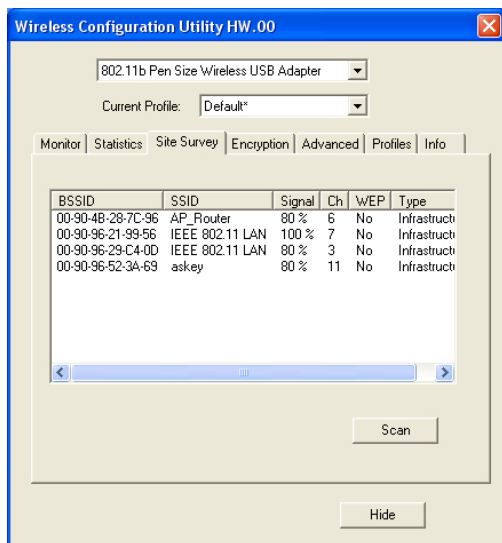 Wireless Configuration Utility HW.00
802.11b Pen Size Wireless USB Adapter
Current Profile: Default*
Monitor Statistics Site Survey Encryption Advanced Profiles Info
BSSID SSID Signal Ch WEP Type
00-90-4B-28-7C-96 AP_Router 80 % 6 No Infrastructu
00-90-96-21-99-56 IEEE 802.11 LAN 100 % 7 No Infrastructu
00-90-96-29-C4-0D IEEE 802.11 LAN 80 % 3 No Infrastructu
00-90-96-52-3A-69 askey 80 % 11 No Infrastructu
Scan
Hide